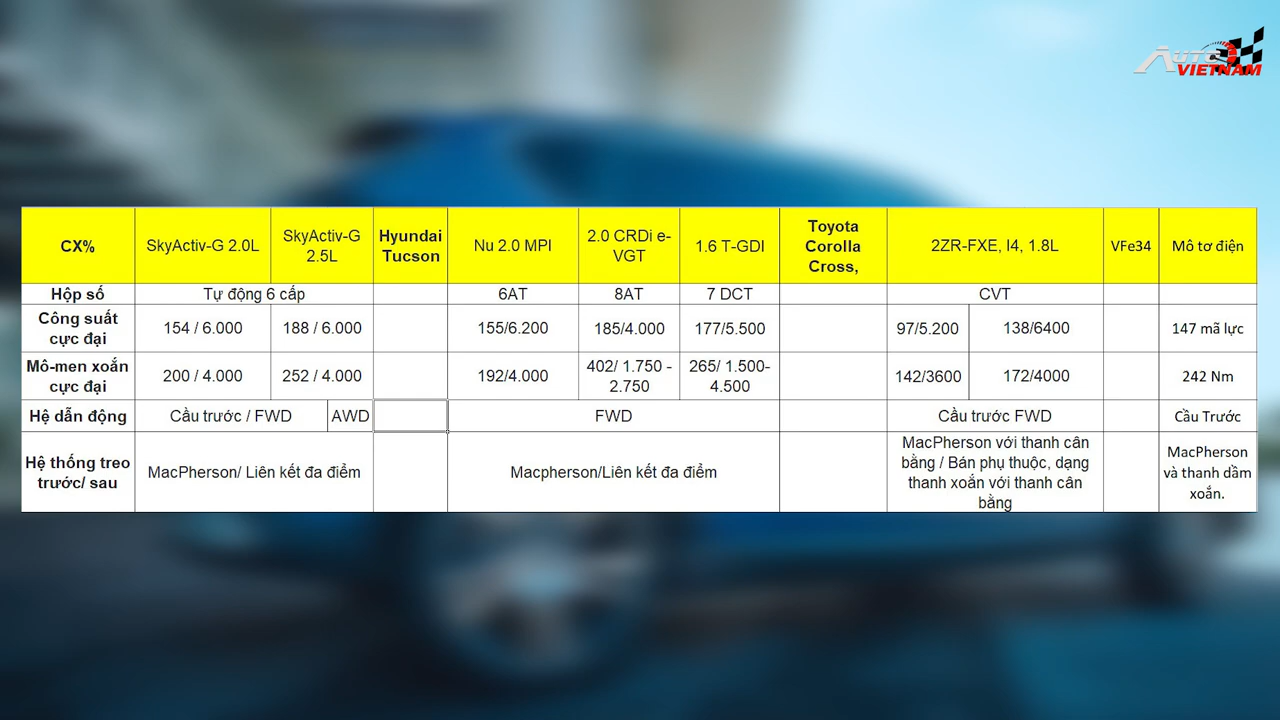 AUTO
VIETNAM
CX% SkyActiv-G 2.0L SkyActiv-G 2.5L Hyundai Tucson Nu 2.0 MPI 2.0 CRDi e-VGT 1.6 T-GDI Toyota Corolla Cross, 2ZR-FXE, I4, 1.8L VFe34 Mô tơ điện
Hộp số Tự động 6 cấp 6AT 8AT 7 DCT CVT
Công suất cực đại 154 / 6.000 188 / 6.000 155/6.200 185/4.000 177/5.500 97/5.200 138/6400 147 mã lực
Mô-men xoắn cực đại 200 / 4.000 252 / 4.000 192/4.000 402/ 1.750 - 2.750 265/ 1.500-4.500 142/3600 172/4000 242 Nm
Hệ dẫn động Cầu trước / FWD AWD FWD Cầu trước FWD Cầu Trước
Hệ thống treo trước/ sau MacPherson/ Liên kết đa điểm Macpherson/Liên kết đa điểm MacPherson với thanh cân bằng / Bán phụ thuộc, dạng thanh xoắn với thanh cân bằng MacPherson và thanh dầm xoắn.